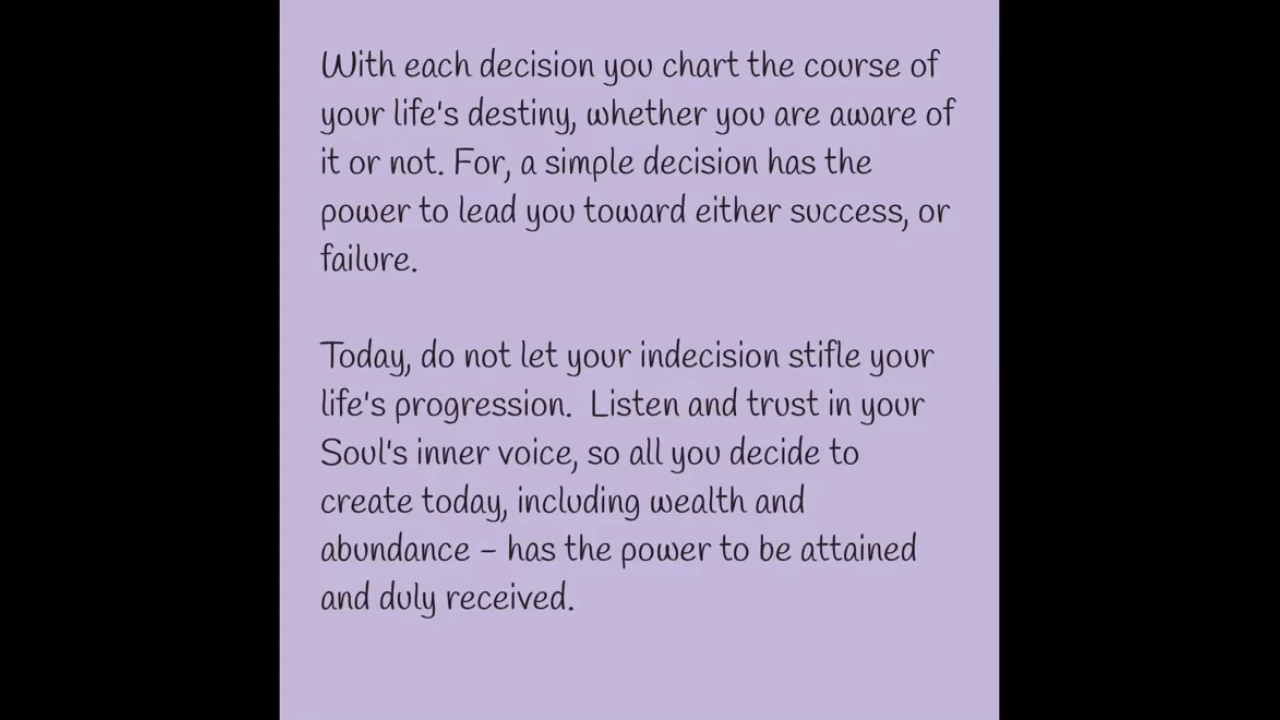 With each decision you chart the course of
your life's destiny, whether you are aware of
it or not. For, a simple decision has the
power to lead you toward either success, or
failure.
Today, do not let your indecision stifle your
life's progression.  Listen and trust in your
Soul's inner voice, so all you decide to
create today, including wealth and
abundance – has the power to be attained
and duly received.